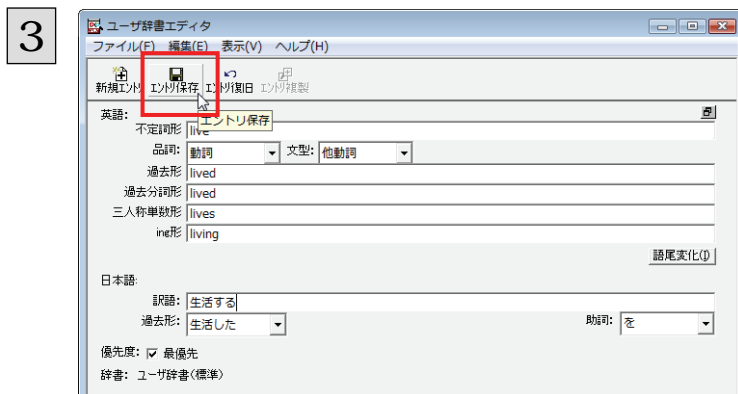 3
ユーザ辞書エディタ
ファイル(F) 編集(E) 表示(V) ヘルプ(H)
新規エントリ エントリ保存 エントリ復旧 エントリ複製
エントリ保存
英語:
不定詞形 live
品詞: 動詞 文型: 他動詞
過去形 lived
過去分詞形 lived
三人称単数形 lives
ing形 living
語尾変化(I)
日本語:
訳語: 生活する
過去形: 生活した 助詞: を
優先度: 最優先
辞書: ユーザ辞書(標準)